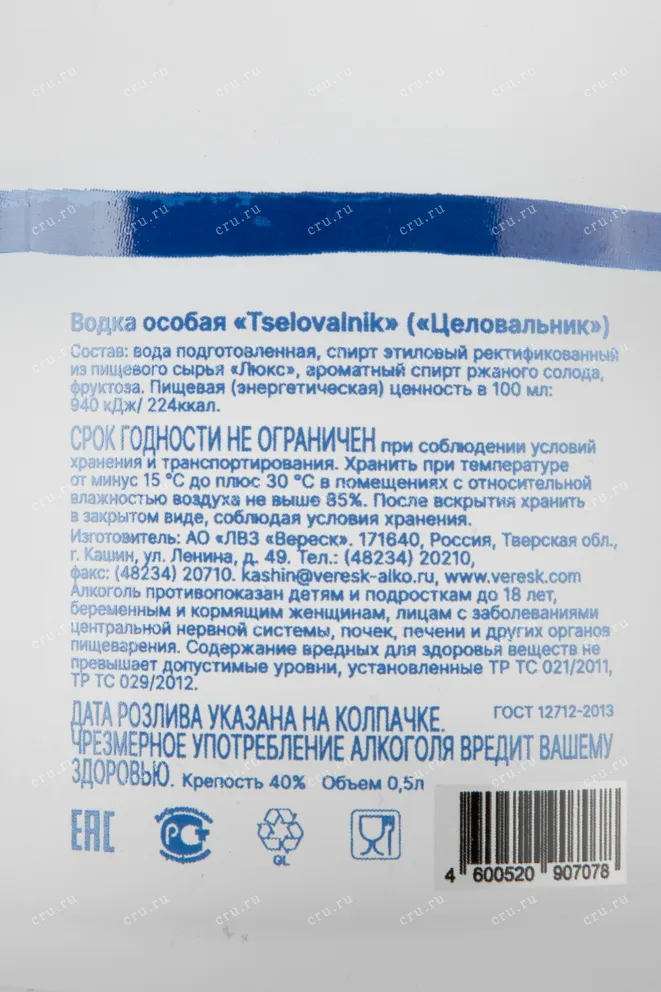 Водка особая «Tselovalnik» («Целовальник»)
Состав: вода подготовленная, спирт этиловый ректификованный
из пищевого сырья «Люкс», ароматный спирт ржаного солода,
фруктоза. Пищевая (энергетическая) ценность в 100 мл:
940 кДж/ 224ккал.
СРОК ГОДНОСТИ НЕ ОГРАНИЧЕН при соблюдении условий
хранения и транспортирования. Хранить при температуре
от минус 15 °С до плюс 30 °С в помещениях с относительной
влажностью воздуха не выше 85%. После вскрытия хранить
в закрытом виде, соблюдая условия хранения.
Изготовитель: АО «ЛВЗ «Вереск». 171640, Россия, Тверская обл.,
г. Кашин, ул. Ленина, д. 49. Тел.: (48234) 20210,
факс: (48234) 20710. kashin@veresk-alko.ru, www.veresk.com
Алкоголь противопоказан детям и подросткам до 18 лет,
беременным и кормящим женщинам, лицам с заболеваниями
центральной нервной системы, почек, печени и других органов
пищеварения. Содержание вредных для здоровья веществ не
превышает допустимые уровни, установленные ТР ТС 021/2011,
ТР ТС 029/2012.
ДАТА РОЗЛИВА УКАЗАНА НА КОЛПАЧКЕ. ГОСТ 12712-2013
ЧРЕЗМЕРНОЕ УПОТРЕБЛЕНИЕ АЛКОГОЛЯ ВРЕДИТ ВАШЕМУ
ЗДОРОВЬЮ. Крепость 40% Объем 0,5л
EAC
GL
4 600520 907078
cru.ru